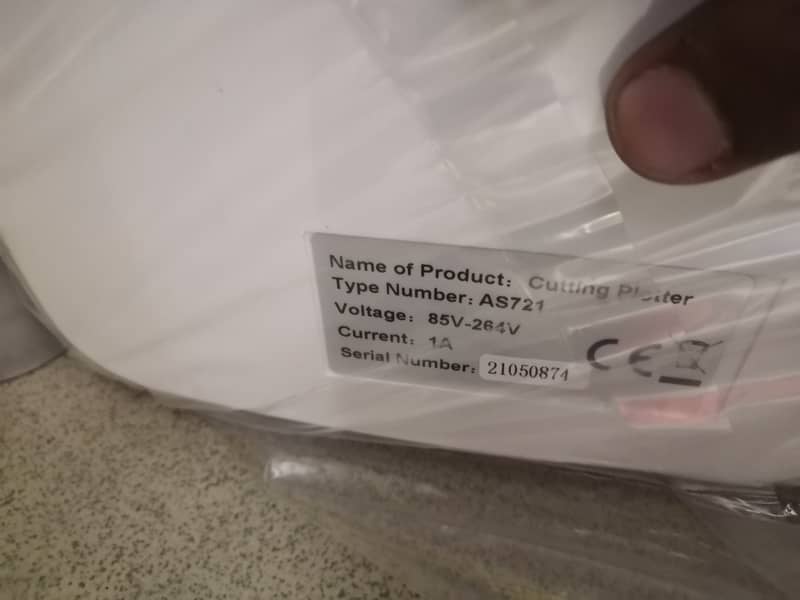 Name of Product: Cutting Plotter
Type Number: AS721
Voltage: 85V-264V
Current: 1A
Serial Number: 21050874
CE